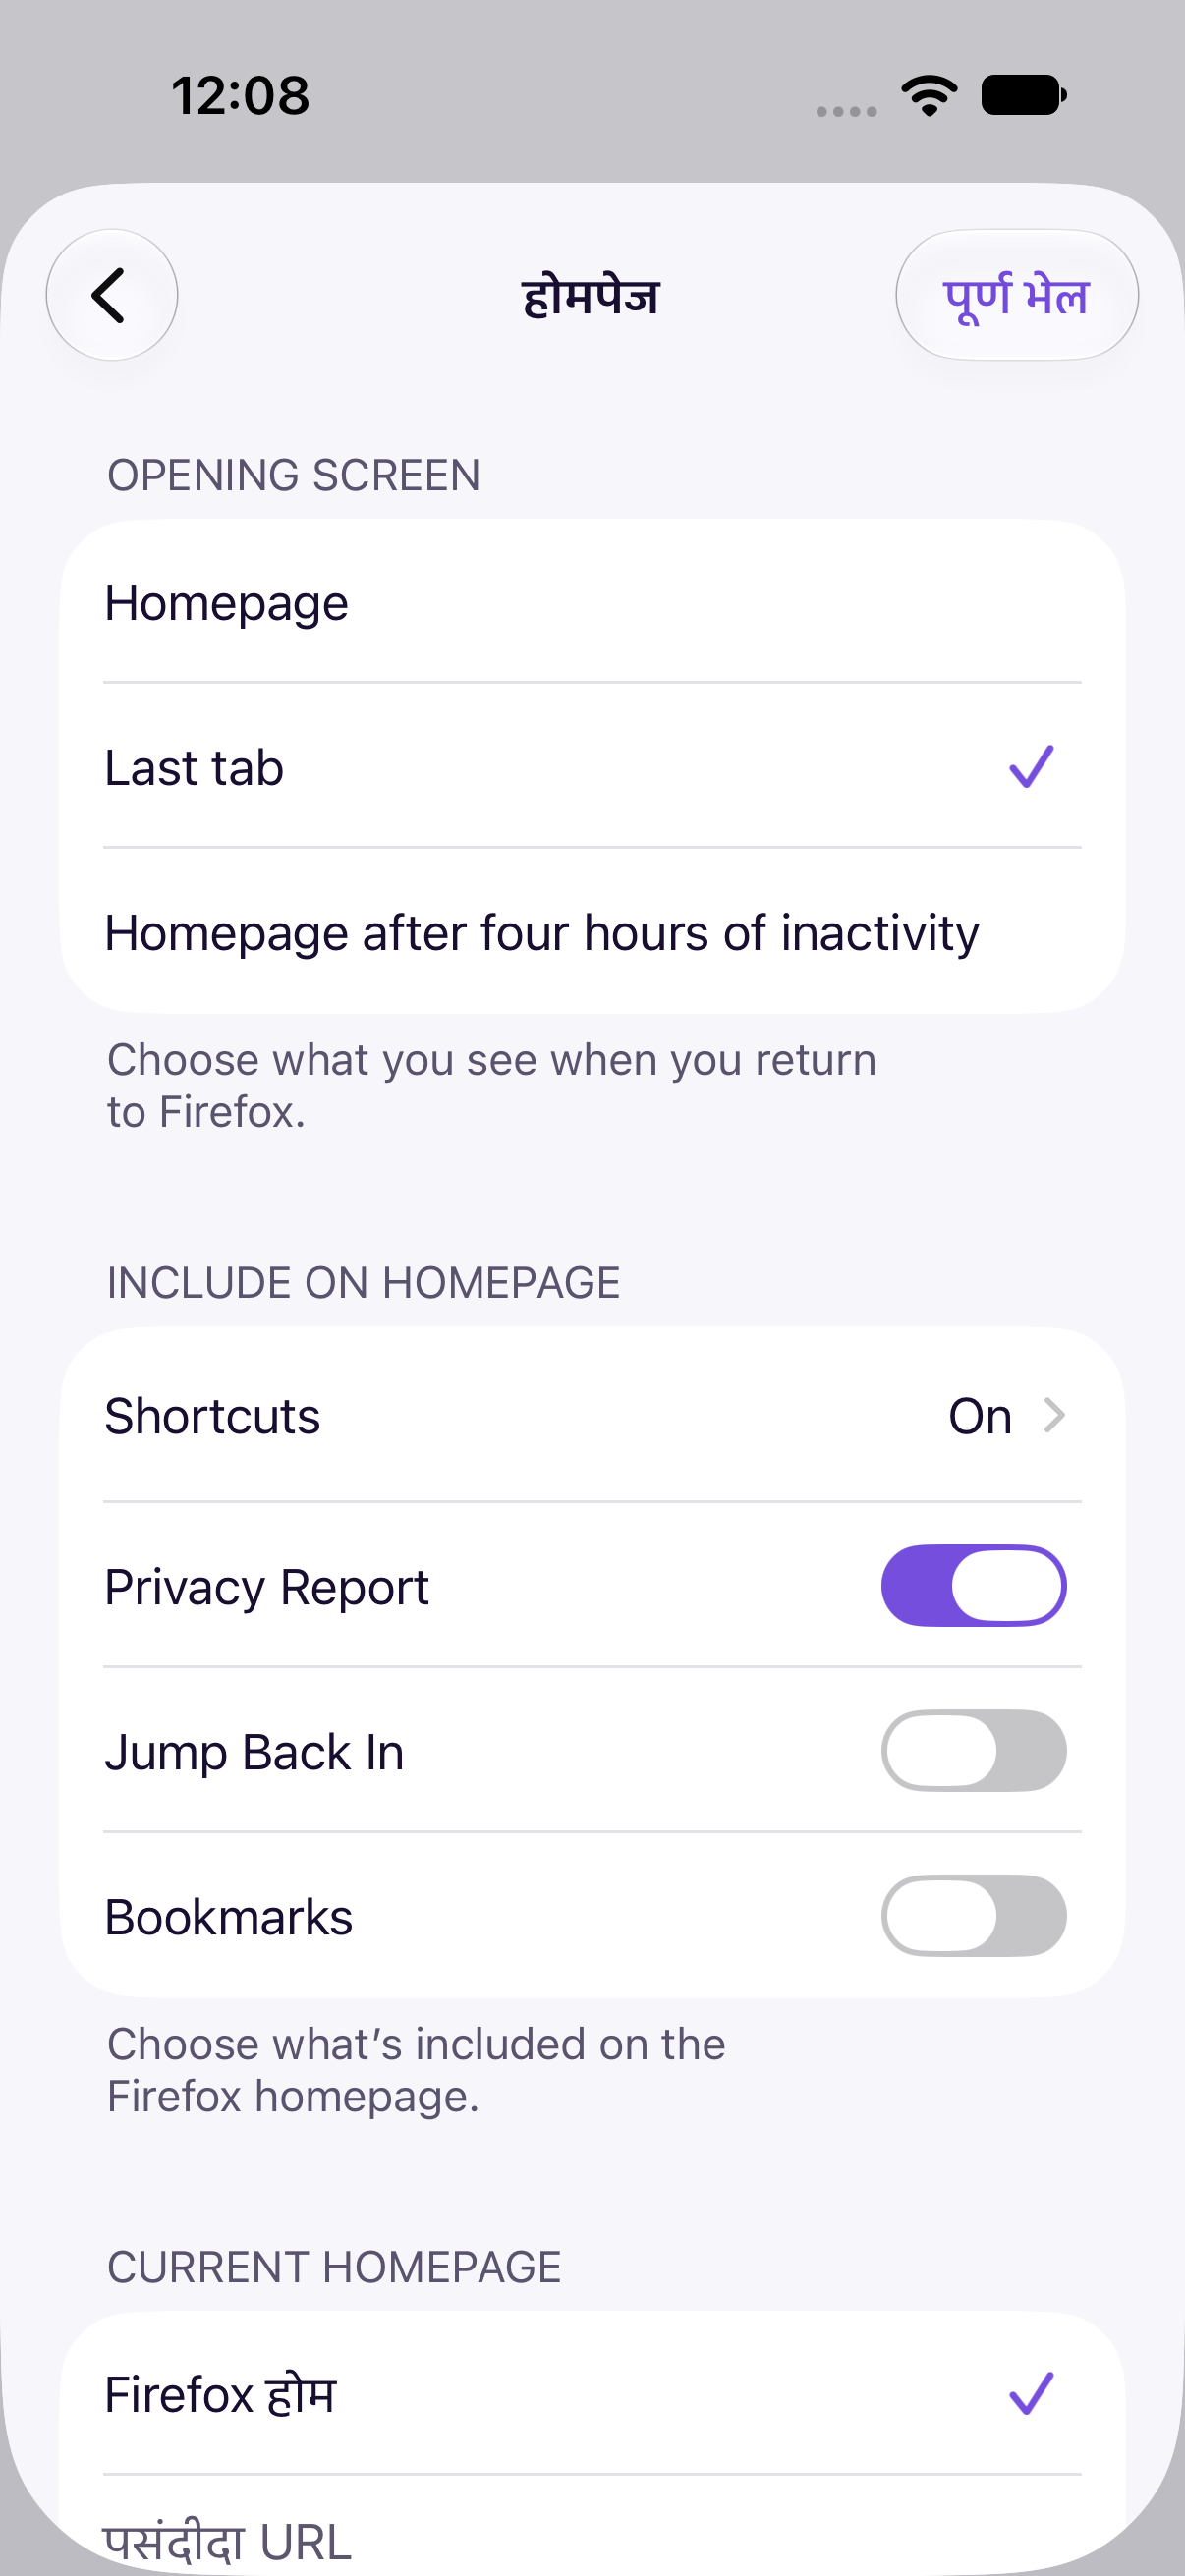 12:08
होमपेज
पूर्ण भेल
OPENING SCREEN
Homepage
Last tab
Homepage after four hours of inactivity
Choose what you see when you return
to Firefox.
INCLUDE ON HOMEPAGE
Shortcuts On
Privacy Report
Jump Back In
Bookmarks
Choose what’s included on the
Firefox homepage.
CURRENT HOMEPAGE
Firefox होम
पसंदीदा URL